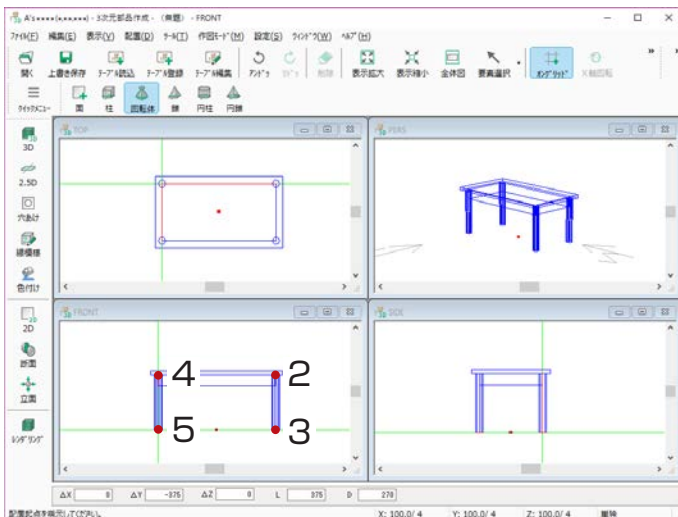 A's••••(•,••,••) - 3次元部品作成 - (無題) - FRONT
ファイル(F) 編集(E) 表示(V) 配置(D) ツール(T) 作図モード(M) 設定(S) ウィンドウ(W) ヘルプ(H)
開く 上書き保存 テーブル読込 テーブル登録 テーブル編集 アンドゥ リドゥ 削除 表示拡大 表示縮小 全体図 要素選択 オングリッド X軸回転
クイックメニュー 面 柱 回転体 錐 円柱 円錐
3D
2.5D
穴あけ
線模様
色付け
2D
断面
立面
レンダリング
TOP
PERS
FRONT
4 2
5 3
SIDE
ΔX 0 ΔY -375 ΔZ 0 L 375 D 270
配置起点を指示してください。 X: 100.0/ 4 Y: 100.0/ 4 Z: 100.0/ 4 単独